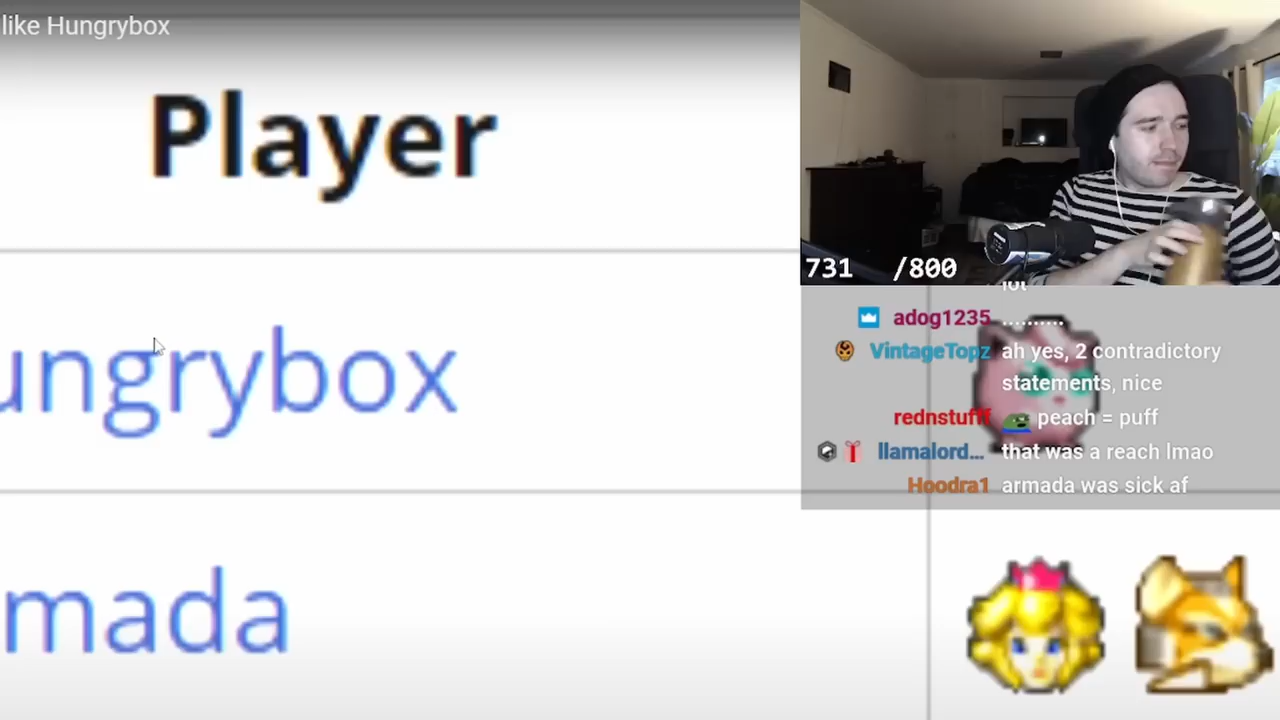 like Hungrybox
Player
ungrybox
mada
731 /800
lol
adog1235 ..........
VintageTopz ah yes, 2 contradictory
statements, nice
rednstufff peach = puff
llamalord… that was a reach lmao
Hoodra1 armada was sick af